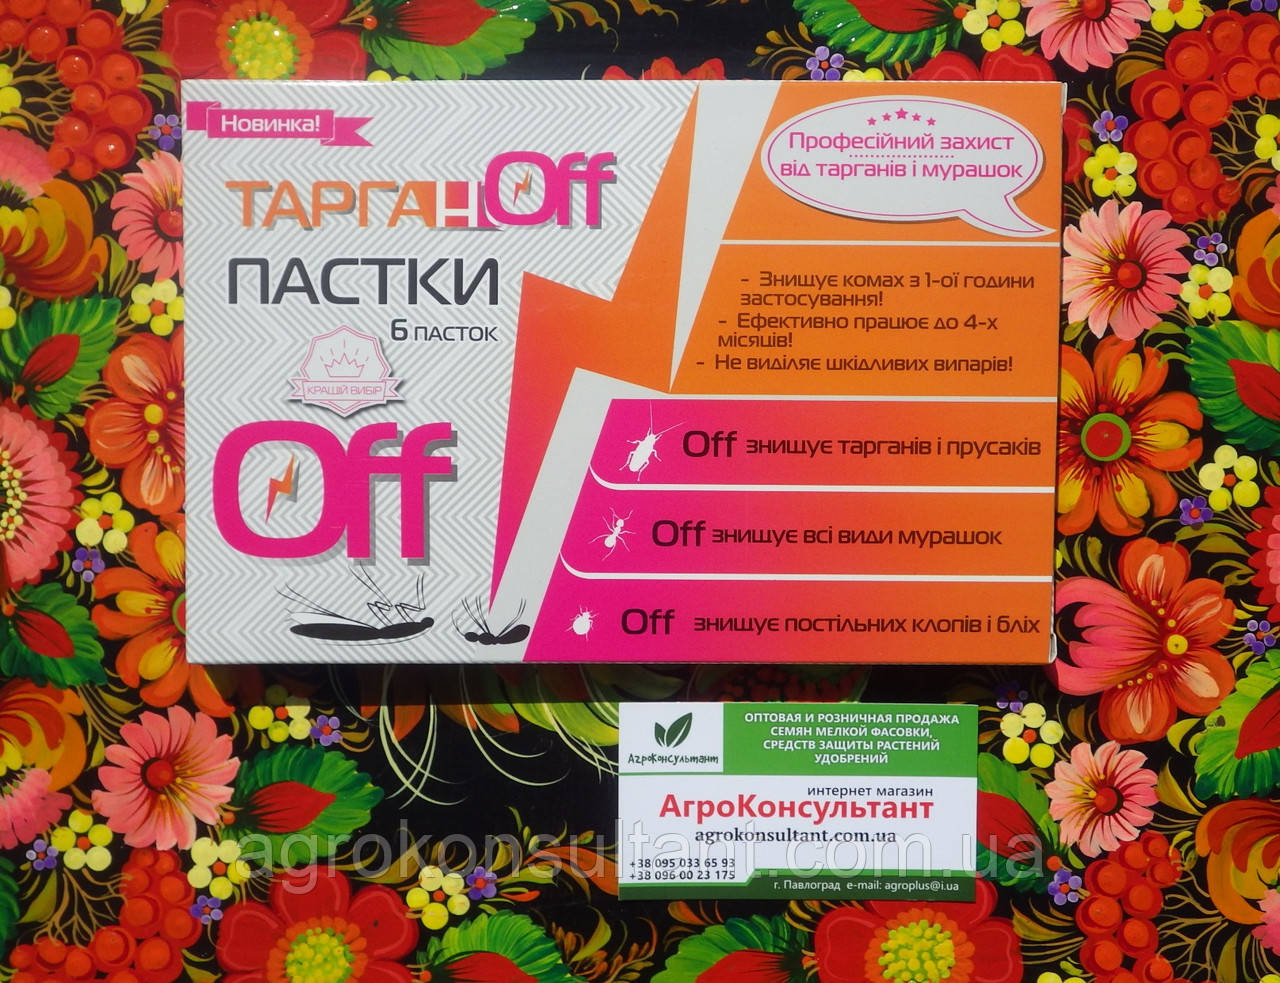 Новинка!
ТАРГАН Off
ПАСТКИ
6 ПАСТОК
КРАЩІЙ ВИБІР
Off
Професійний захист
від тарганів і мурашок
- Знищує комах з 1-ої години
застосування!
- Ефективно працює до 4-х
місяців!
- Не виділяє шкідливих випарів!
Off знищує тарганів і прусаків
Off знищує всі види мурашок
Off знищує постільних клопів і бліх
АгроКонсультант
ОПТОВАЯ И РОЗНИЧНАЯ ПРОДАЖА
СЕМЯН МЕЛКОЙ ФАСОВКИ,
СРЕДСТВ ЗАЩИТЫ РАСТЕНИЙ
УДОБРЕНИЙ
интернет магазин
АгроКонсультант
agrokonsultant.com.ua
+38 095 033 65 93
+38 096 00 23 175
г. Павлоград e-mail: agroplus@i.ua
agrokonsultant.com.ua